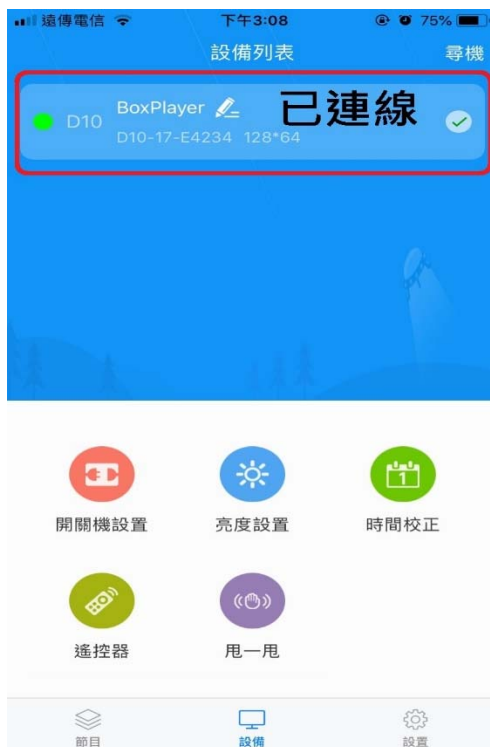 遠傳電信 下午3:08 75%
設備列表 尋機
D10 BoxPlayer 已連線
D10-17-E4234 128*64
開關機設置 亮度設置 時間校正
1
遙控器 甩一甩
節目 設備 設置